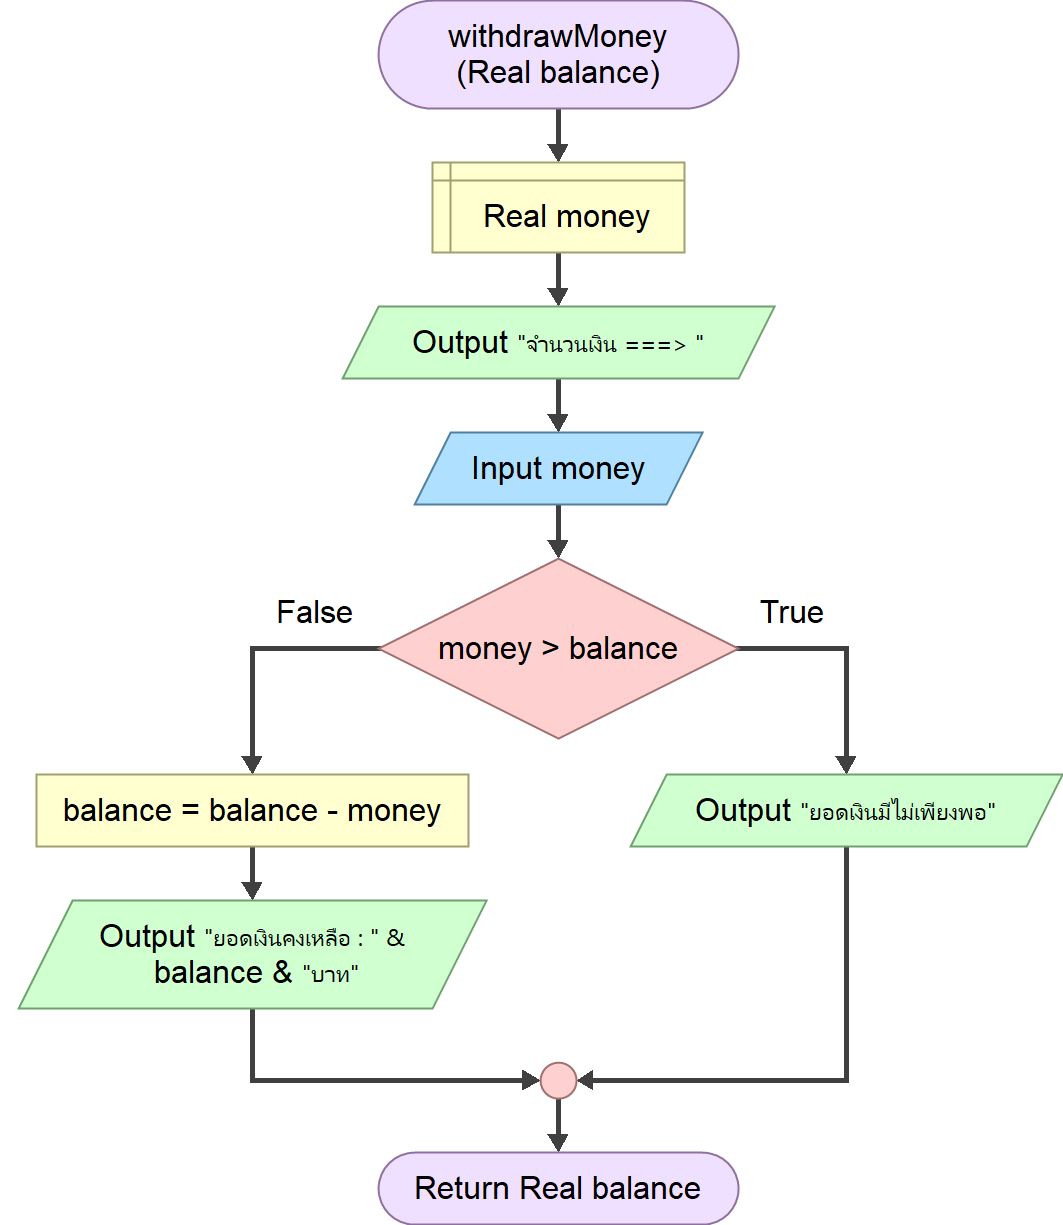 withdrawMoney
(Real balance)
Real money
Output "จำนวนเงิน ===> "
Input money
False
True
money > balance
balance = balance - money
Output "ยอดเงินมีไม่เพียงพอ"
Output "ยอดเงินคงเหลือ : " &
balance & "บาท"
Return Real balance